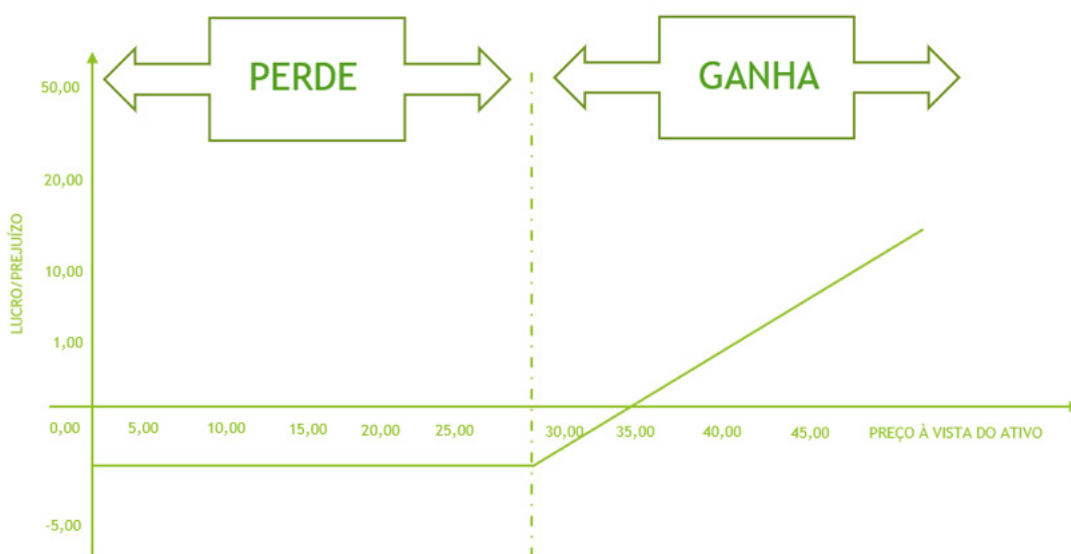 PERDE
GANHA
50,00
20,00
10,00
1,00
LUCRO/PREJUÍZO
0,00 5,00 10,00 15,00 20,00 25,00 30,00 35,00 40,00 45,00 PREÇO À VISTA DO ATIVO
-5,00